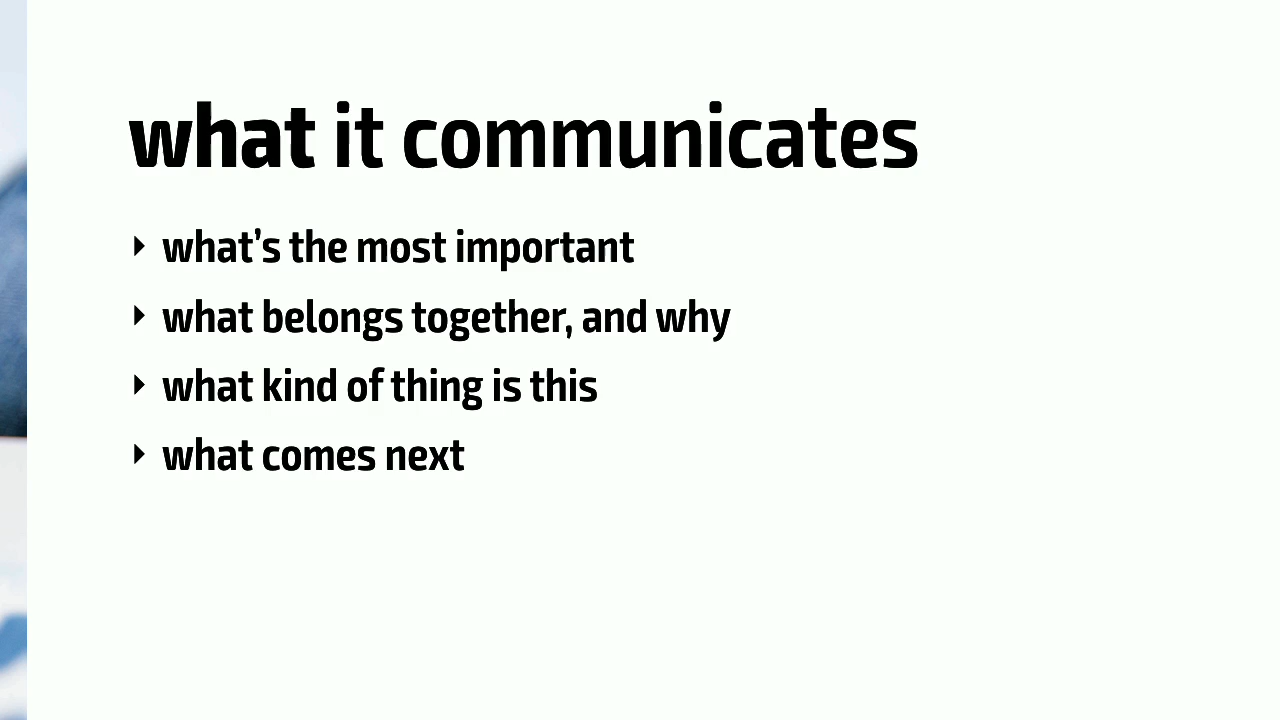 what it communicates
what’s the most important
what belongs together, and why
what kind of thing is this
what comes next